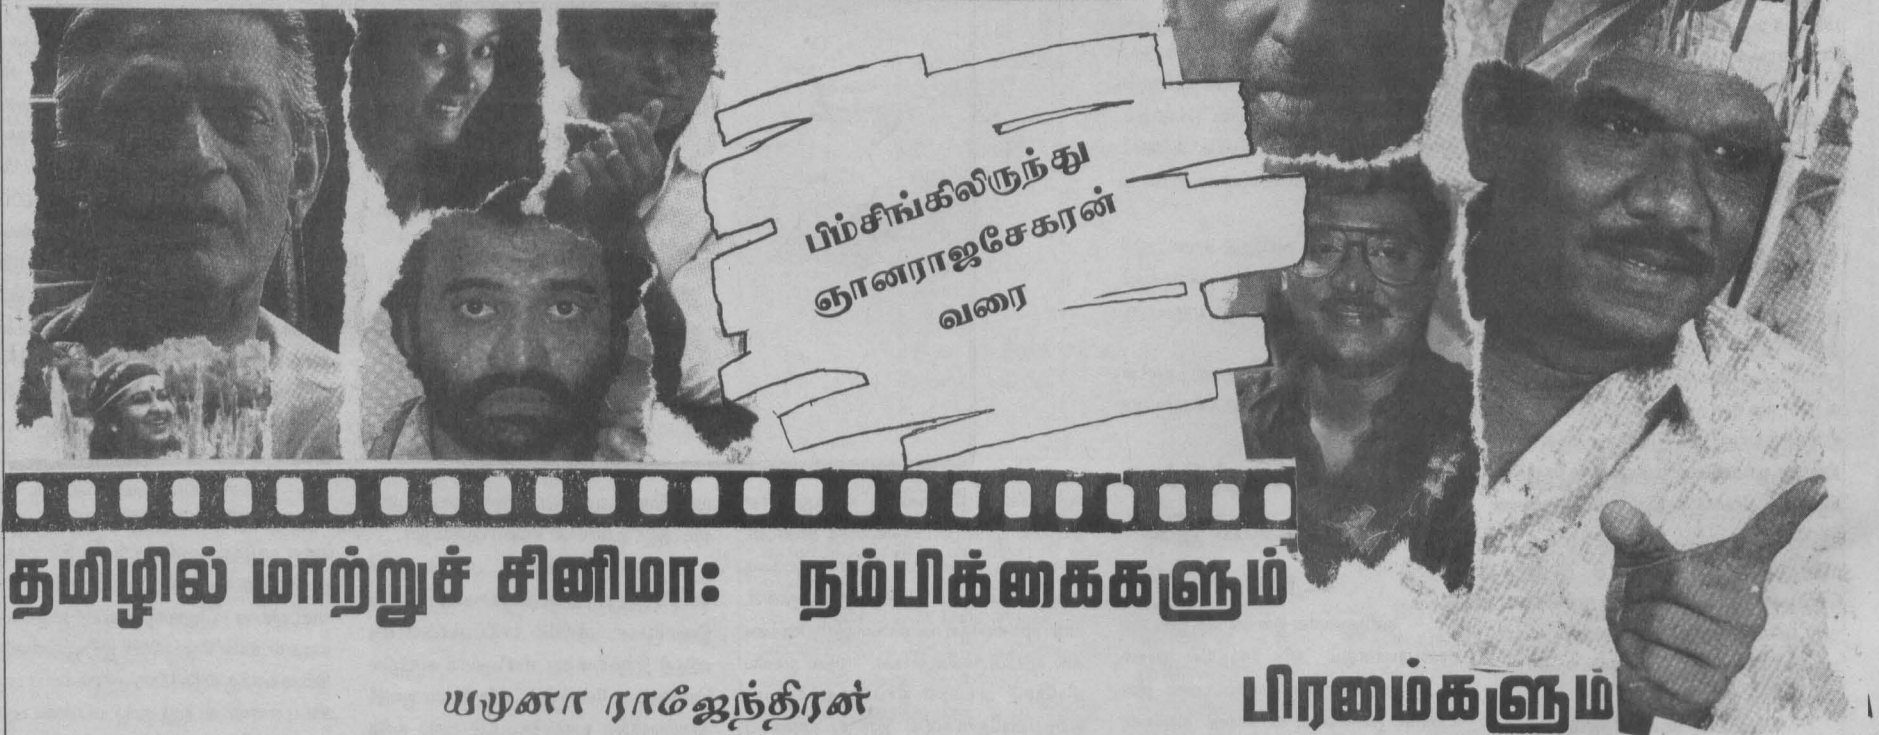 பிம்சிங்கிலிருந்து
ஞானராஜசேகரன்
வரை
தமிழில் மாற்றுச் சினிமா: நம்பிக்கைகளும்
பிரமைகளும்
யமுனா ராஜேந்திரன்